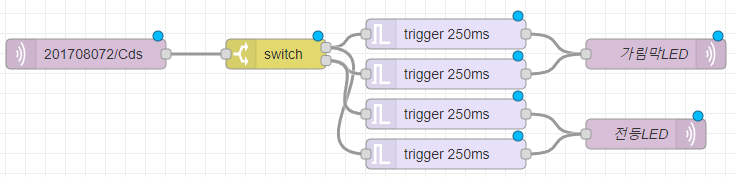 201708072/Cds
switch
trigger 250ms
trigger 250ms
trigger 250ms
trigger 250ms
가림막LED
전등LED